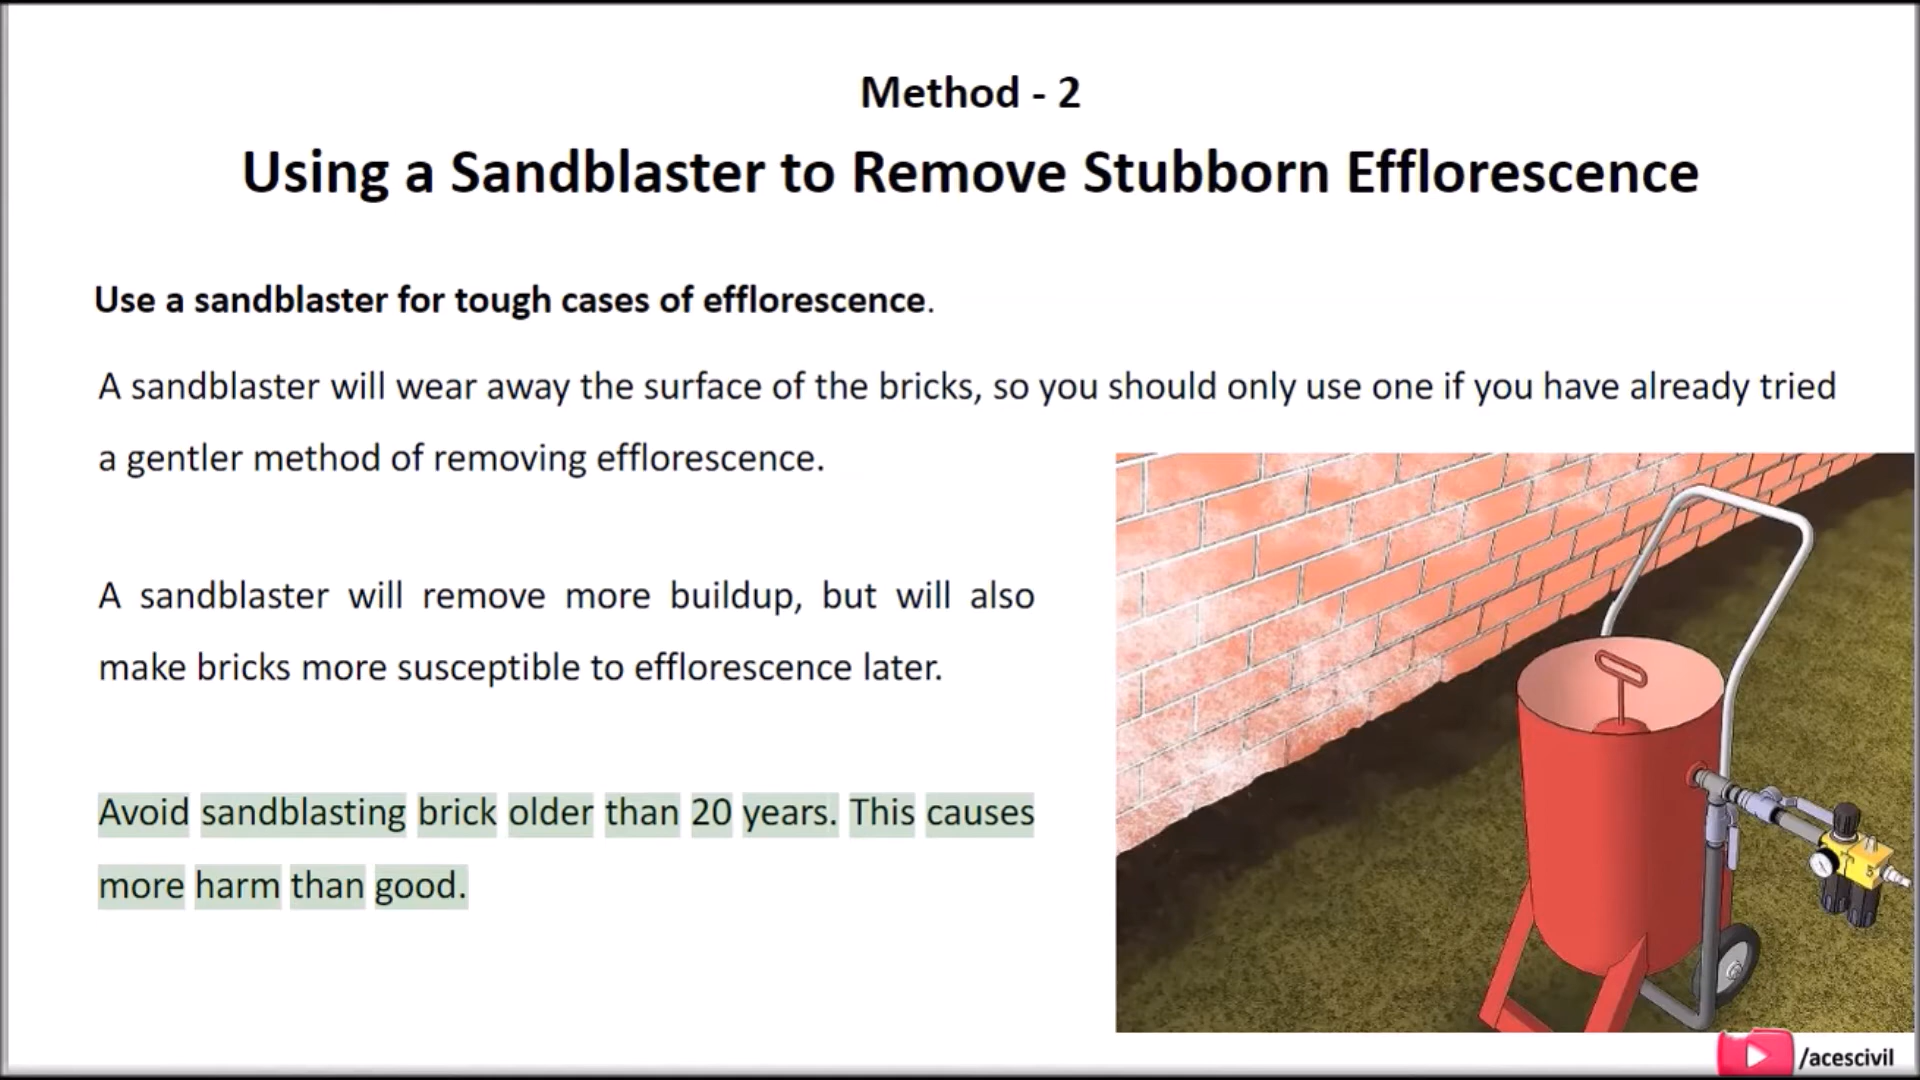 Method - 2
Using a Sandblaster to Remove Stubborn Efflorescence
Use a sandblaster for tough cases of efflorescence.
A sandblaster will wear away the surface of the bricks, so you should only use one if you have already tried
a gentler method of removing efflorescence.
A sandblaster will remove more buildup, but will also
make bricks more susceptible to efflorescence later.
Avoid sandblasting brick older than 20 years. This causes
more harm than good.
/acescivil